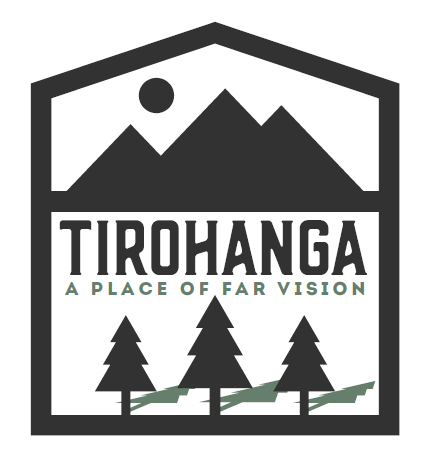 TIROHANGA
A PLACE OF FAR VISION